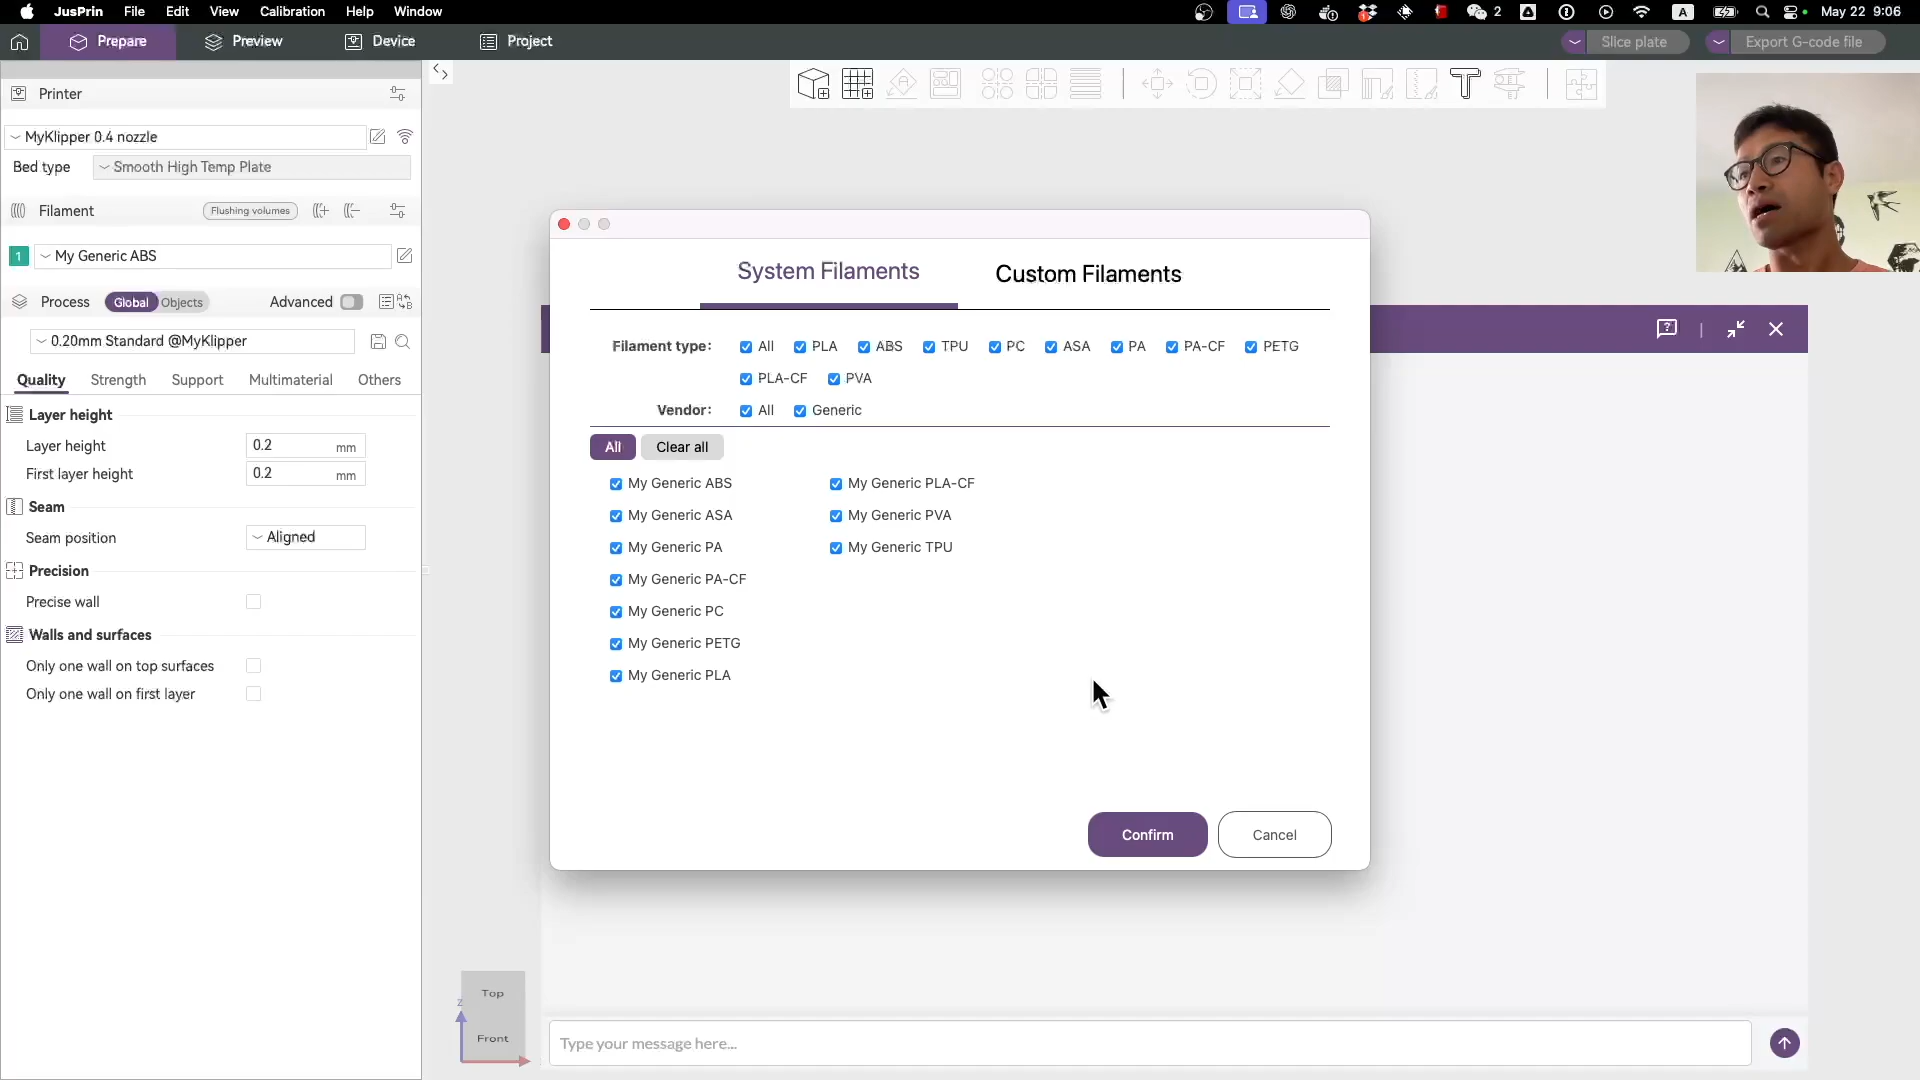 JusPrin File Edit View Calibration Help Window 2 A May 22 9:06
Prepare Preview Device Project Slice plate Export G-code file
Printer
MyKlipper 0.4 nozzle
Bed type Smooth High Temp Plate
Filament Flushing volumes
1 My Generic ABS
Process Global Objects Advanced
0.20mm Standard @MyKlipper
Quality Strength Support Multimaterial Others
Layer height
Layer height 0.2 mm
First layer height 0.2 mm
Seam
Seam position Aligned
Precision
Precise wall
Walls and surfaces
Only one wall on top surfaces
Only one wall on first layer
System Filaments Custom Filaments
Filament type: All PLA ABS TPU PC ASA PA PA-CF PETG
PLA-CF PVA
Vendor: All Generic
All Clear all
My Generic ABS My Generic PLA-CF
My Generic ASA My Generic PVA
My Generic PA My Generic TPU
My Generic PA-CF
My Generic PC
My Generic PETG
My Generic PLA
Confirm Cancel
Top
Z
Front
Type your message here...